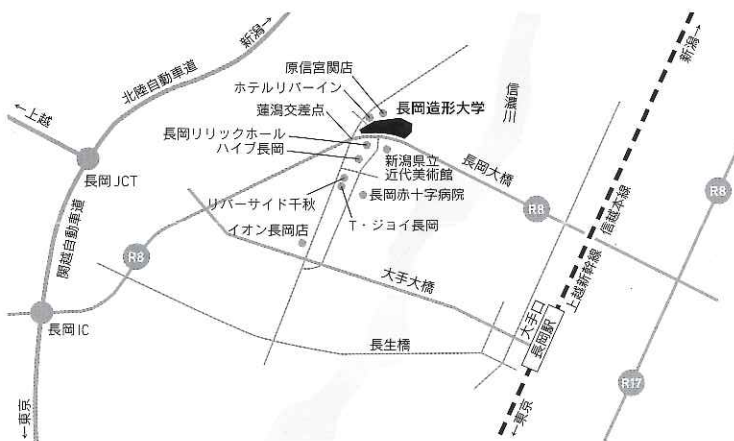 新潟→
北陸自動車道
←上越
長岡JCT
関越自動車道
R8
長岡IC
←東京
原信宮関店
ホテルリバーイン
蓮潟交差点
長岡造形大学
長岡リリックホール
ハイブ長岡
新潟県立
近代美術館
リバーサイド千秋
長岡赤十字病院
T・ジョイ長岡
イオン長岡店
信濃川
長岡大橋
R8
大手大橋
長生橋
大手口
長岡駅
上越新幹線
信越本線
新潟→
R8
R17
←東京